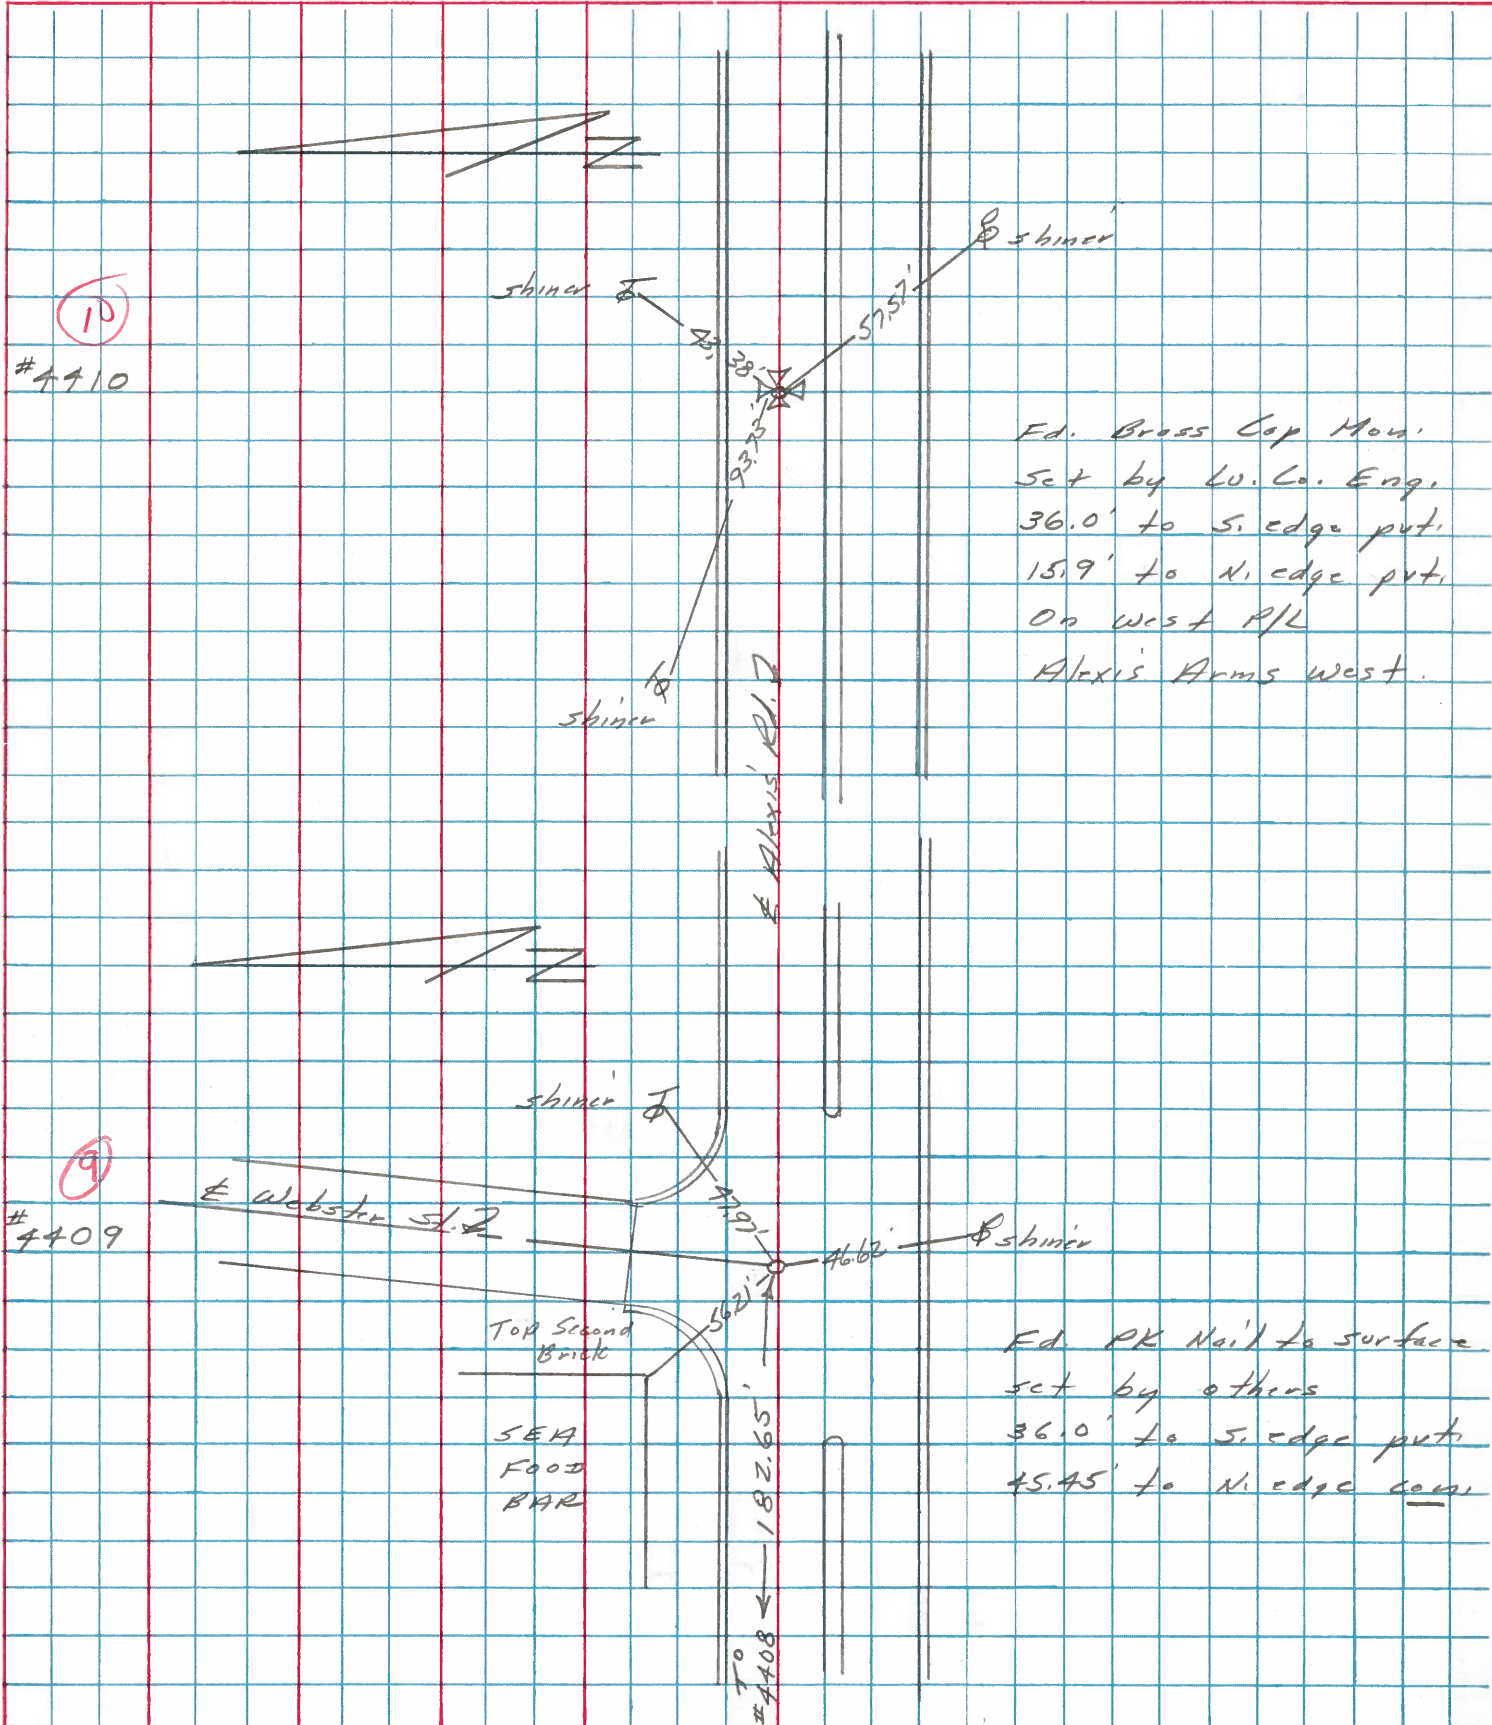 N
shiner
shiner
57.57'
43.38'
10
#4410
93.73'
shiner
Fd. Brass Cap Mon.
set by Lu. Co. Eng.
36.0' to S. edge pvt.
15.9' to N. edge pvt.
On west P/L
Alexis Arms west.
℄ Alexis Rd.
N
shiner
9
#4409
℄ Webster St.
47.97'
46.62'
shiner
56.21'
Top Second
Brick
SEA
FOOD
BAR
182.65'
TO
#4408
Fd. PK Nail to surface
set by others
36.0' to S. edge pvt.
45.45' to N. edge conc.